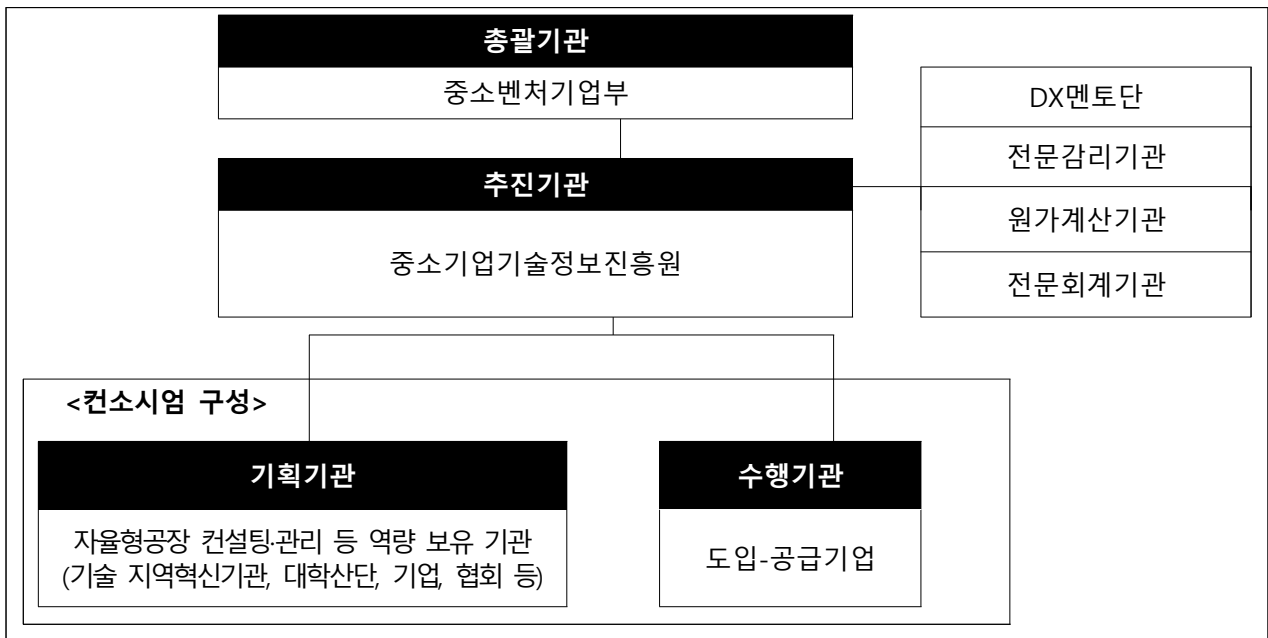 총괄기관
중소벤처기업부
추진기관
중소기업기술정보진흥원
DX멘토단
전문감리기관
원가계산기관
전문회계기관
<컨소시엄 구성>
기획기관
자율형공장 컨설팅·관리 등 역량 보유 기관
(기술 지역혁신기관, 대학산단, 기업, 협회 등)
수행기관
도입-공급기업